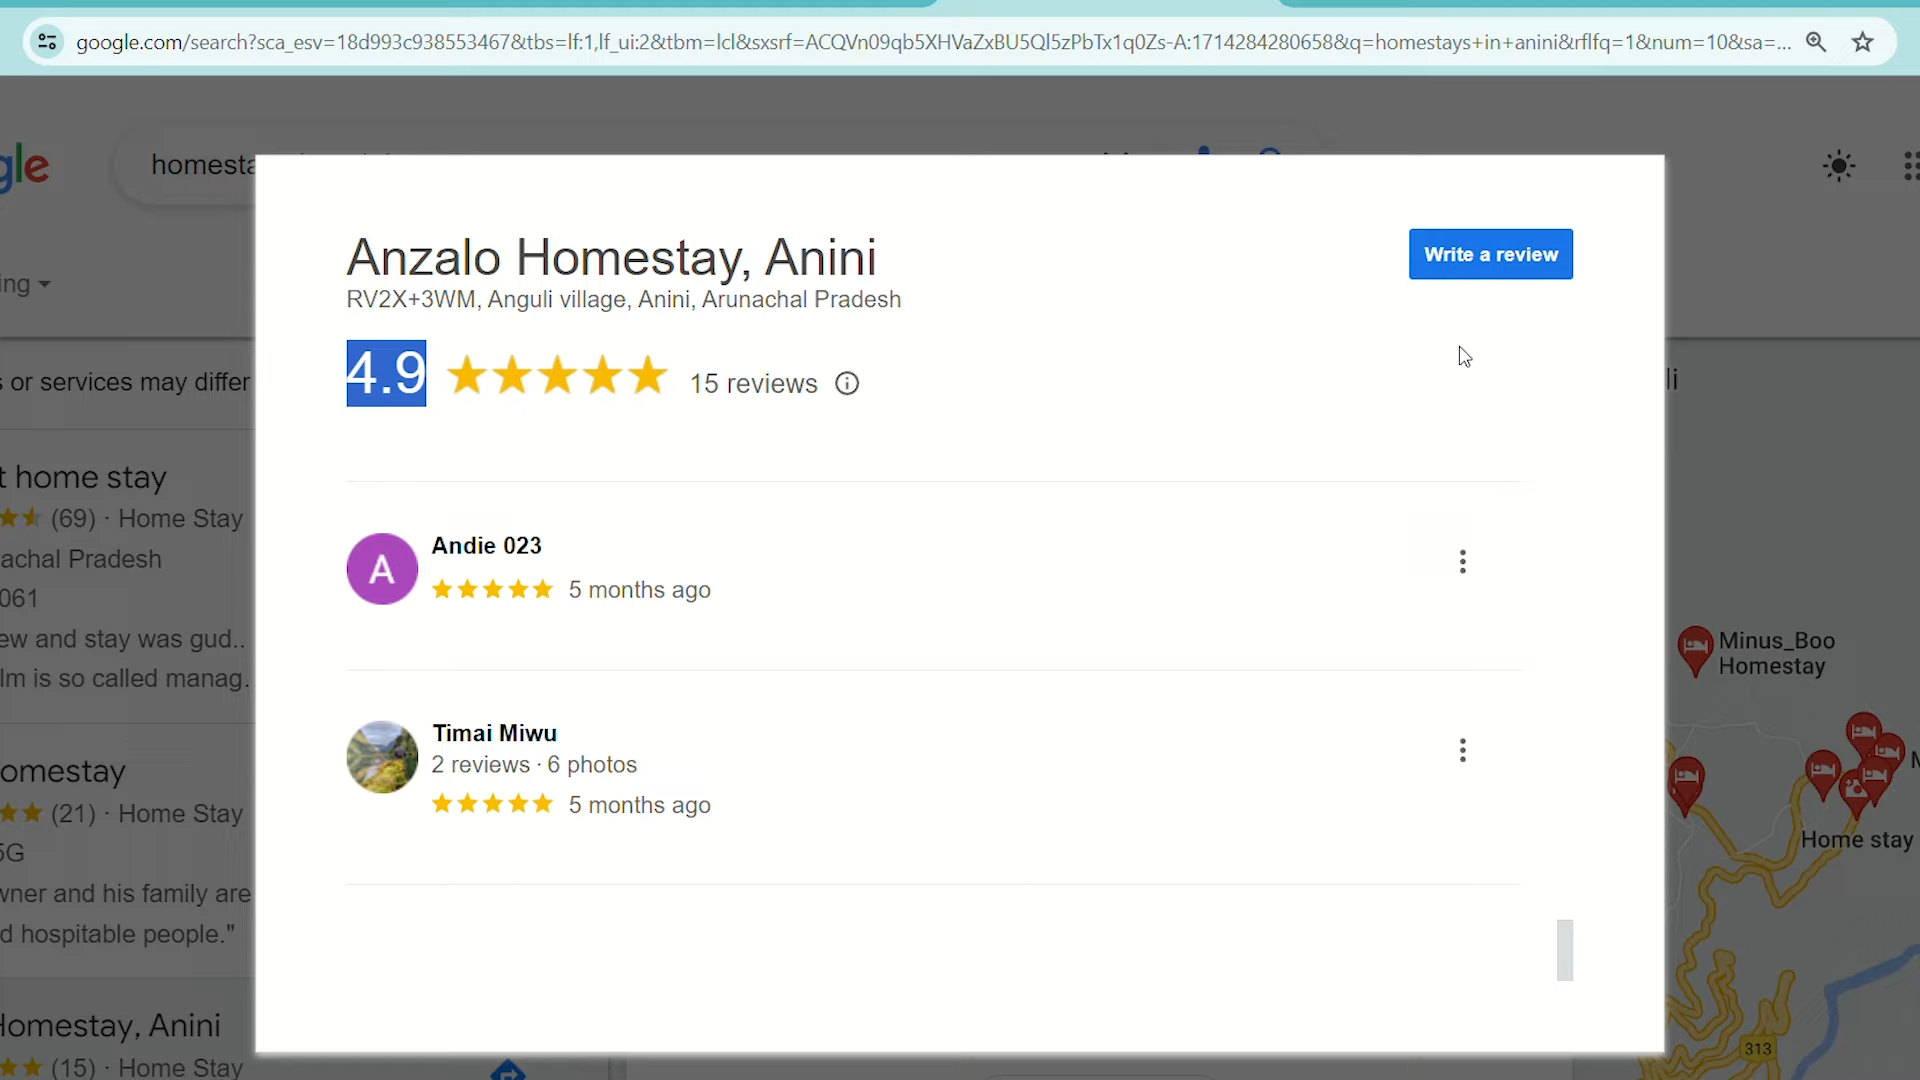 google.com/search?sca_esv=18d993c938553467&tbs=lf:1,lf_ui:2&tbm=lcl&sxsrf=ACQVn09qb5XHVaZxBU5Ql5zPbTx1q0Zs-A:1714284280658&q=homestays+in+anini&rflfq=1&num=10&sa=...
gle
homesta
ing
s or services may differ
t home stay
(69) · Home Stay
achal Pradesh
061
ew and stay was gud..
lm is so called manag.
omestay
(21) · Home Stay
5G
wner and his family are
d hospitable people."
Homestay, Anini
(15) · Home Stay
Anzalo Homestay, Anini
RV2X+3WM, Anguli village, Anini, Arunachal Pradesh
Write a review
4.9
15 reviews
A
Andie 023
5 months ago
Timai Miwu
2 reviews · 6 photos
5 months ago
li
Minus_Boo
Homestay
Home stay
313